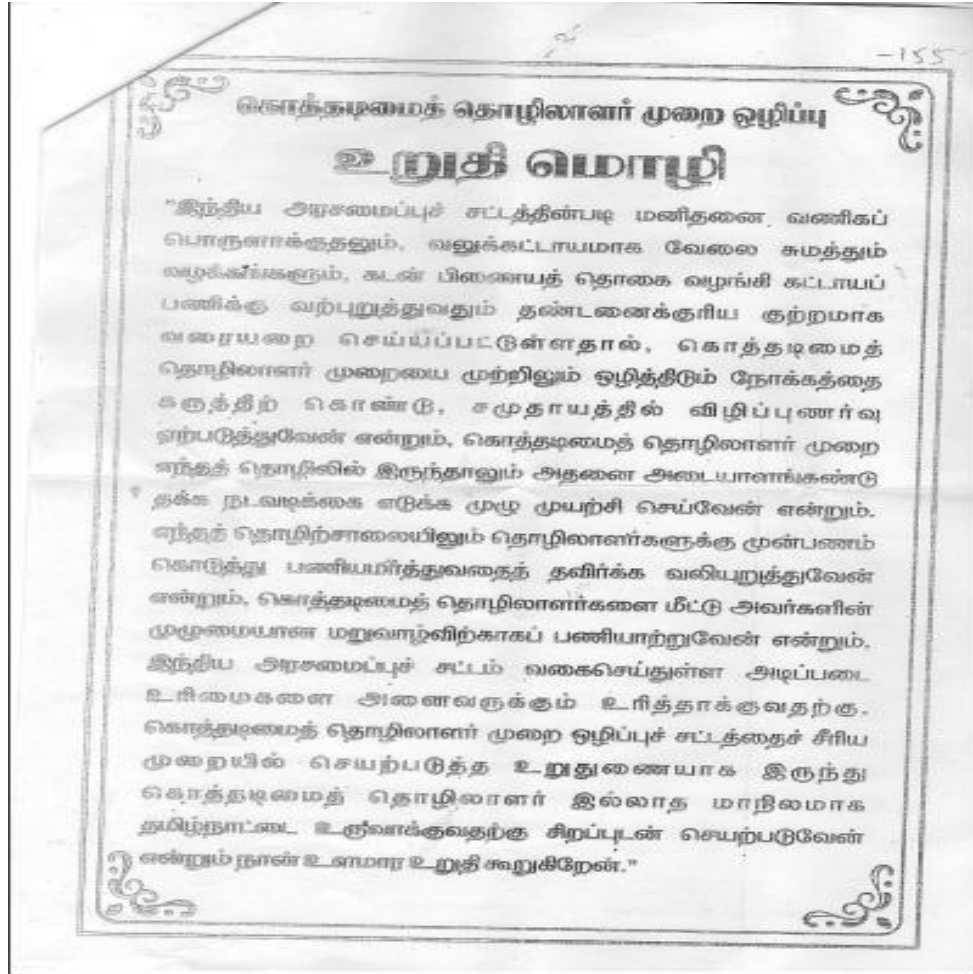 -155
கொத்தடிமைத் தொழிலாளர் முறை ஒழிப்பு
உறுதி மொழி
"இந்திய அரசமைப்புச் சட்டத்தின்படி மனிதனை வணிகப்
பொருளாக்குதலும், வலுக்கட்டாயமாக வேலை சுமத்தும்
வழக்கங்களும், கடன் பிணையத் தொகை வழங்கி கட்டாயப்
பணிக்கு வற்புறுத்துவதும் தண்டனைக்குரிய குற்றமாக
வரையறை செய்யப்பட்டுள்ளதால், கொத்தடிமைத்
தொழிலாளர் முறையை முற்றிலும் ஒழித்திடும் நோக்கத்தை
கருத்திற் கொண்டு, சமுதாயத்தில் விழிப்புணர்வு
ஏற்படுத்துவேன் என்றும், கொத்தடிமைத் தொழிலாளர் முறை
எந்தத் தொழிலில் இருந்தாலும் அதனை அடையாளங்கண்டு
தக்க நடவடிக்கை எடுக்க முழு முயற்சி செய்வேன் என்றும்,
எந்தத் தொழிற்சாலையிலும் தொழிலாளர்களுக்கு முன்பணம்
கொடுத்து பணியமர்த்துவதைத் தவிர்க்க வலியுறுத்துவேன்
என்றும், கொத்தடிமைத் தொழிலாளர்களை மீட்டு அவர்களின்
முழுமையான மறுவாழ்விற்காகப் பணியாற்றுவேன் என்றும்,
இந்திய அரசமைப்புச் சட்டம் வகைசெய்துள்ள அடிப்படை
உரிமைகளை அனைவருக்கும் உரித்தாக்குவதற்கு,
கொத்தடிமைத் தொழிலாளர் முறை ஒழிப்புச் சட்டத்தைச் சீரிய
முறையில் செயற்படுத்த உறுதுணையாக இருந்து
கொத்தடிமைத் தொழிலாளர் இல்லாத மாநிலமாக
தமிழ்நாட்டை உருவாக்குவதற்கு சிறப்புடன் செயற்படுவேன்
என்றும் நான் உளமார உறுதி கூறுகிறேன்."